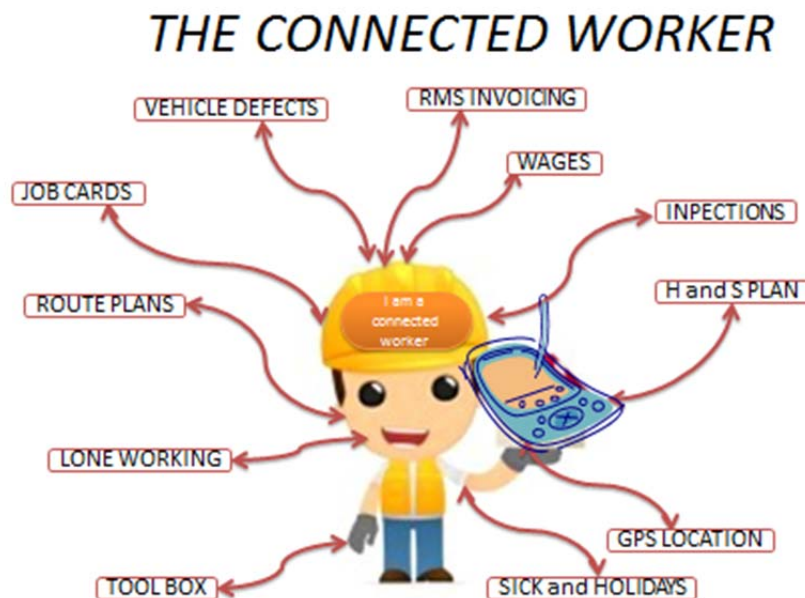 THE CONNECTED WORKER
VEHICLE DEFECTS
RMS INVOICING
WAGES
JOB CARDS
INPECTIONS
ROUTE PLANS
H and S PLAN
I am a
connected
worker
LONE WORKING
GPS LOCATION
TOOL BOX
SICK and HOLIDAYS